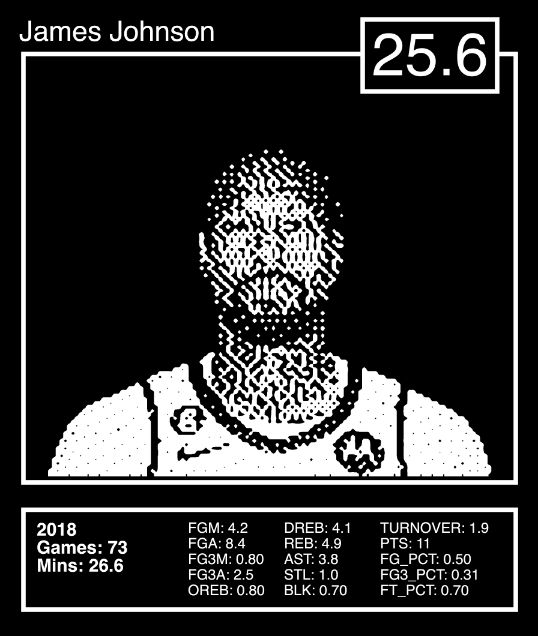 James Johnson
25.6
2018
Games: 73
Mins: 26.6
FGM: 4.2
FGA: 8.4
FG3M: 0.80
FG3A: 2.5
OREB: 0.80
DREB: 4.1
REB: 4.9
AST: 3.8
STL: 1.0
BLK: 0.70
TURNOVER: 1.9
PTS: 11
FG_PCT: 0.50
FG3_PCT: 0.31
FT_PCT: 0.70